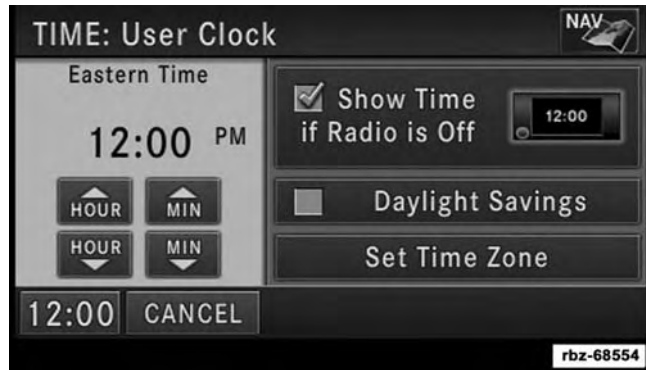 TIME: User Clock
NAV
Eastern Time
12:00 PM
HOUR MIN
HOUR MIN
Show Time
if Radio is Off
12:00
Daylight Savings
Set Time Zone
12:00 CANCEL
rbz-68554